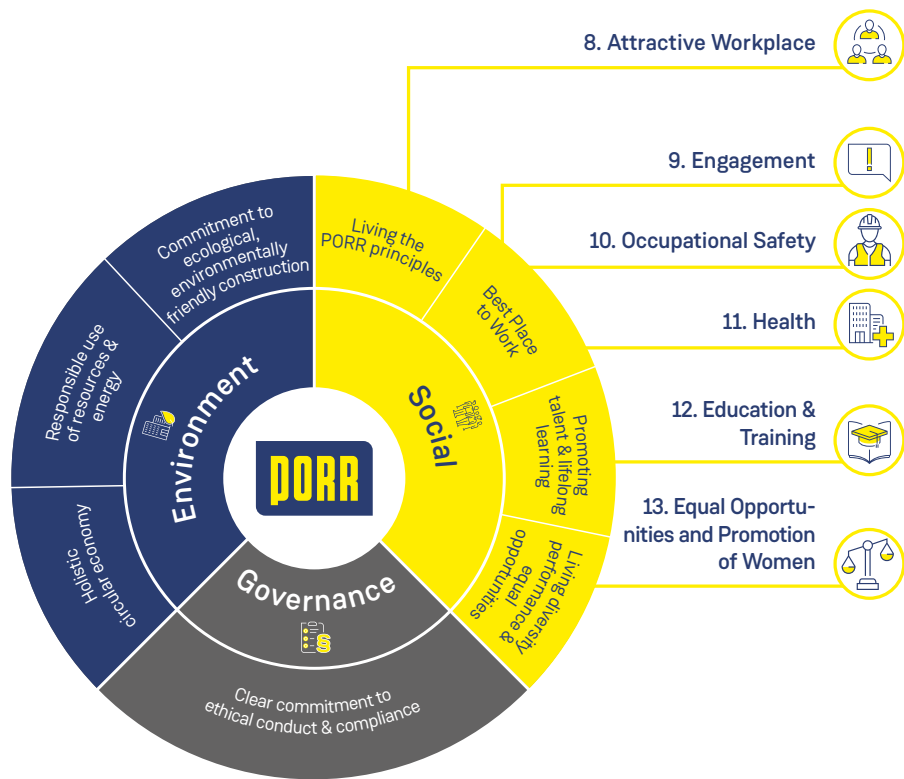 8. Attractive Workplace
9. Engagement
10. Occupational Safety
11. Health
12. Education &
Training
13. Equal Opportu-
nities and Promotion
of Women
Commitment to
ecological,
environmentally
friendly construction
Responsible use
of resources &
energy
Holistic
circular economy
Environment
Living the
PORR principles
Best Place
to Work
Promoting
talent & lifelong
learning
Living diversity
performance &
equal
opportunities
Social
PORR
Governance
§
Clear commitment to
ethical conduct & compliance